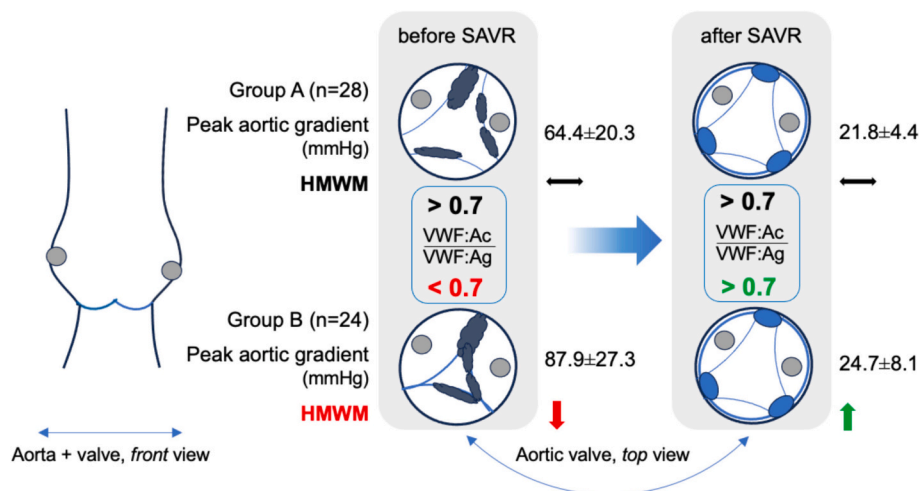 before SAVR
after SAVR
Group A (n=28)
Peak aortic gradient
(mmHg)
64.4±20.3
21.8±4.4
HMWM
> 0.7
VWF:Ac
VWF:Ag
< 0.7
> 0.7
VWF:Ac
VWF:Ag
> 0.7
Group B (n=24)
Peak aortic gradient
(mmHg)
87.9±27.3
24.7±8.1
HMWM
Aorta + valve, front view
Aortic valve, top view